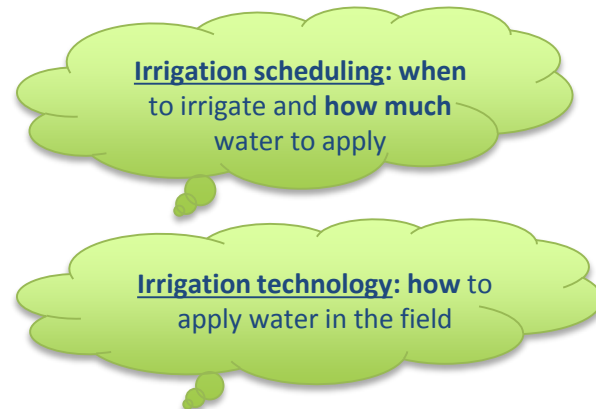 Irrigation scheduling: when
to irrigate and how much
water to apply
Irrigation technology: how to
apply water in the field